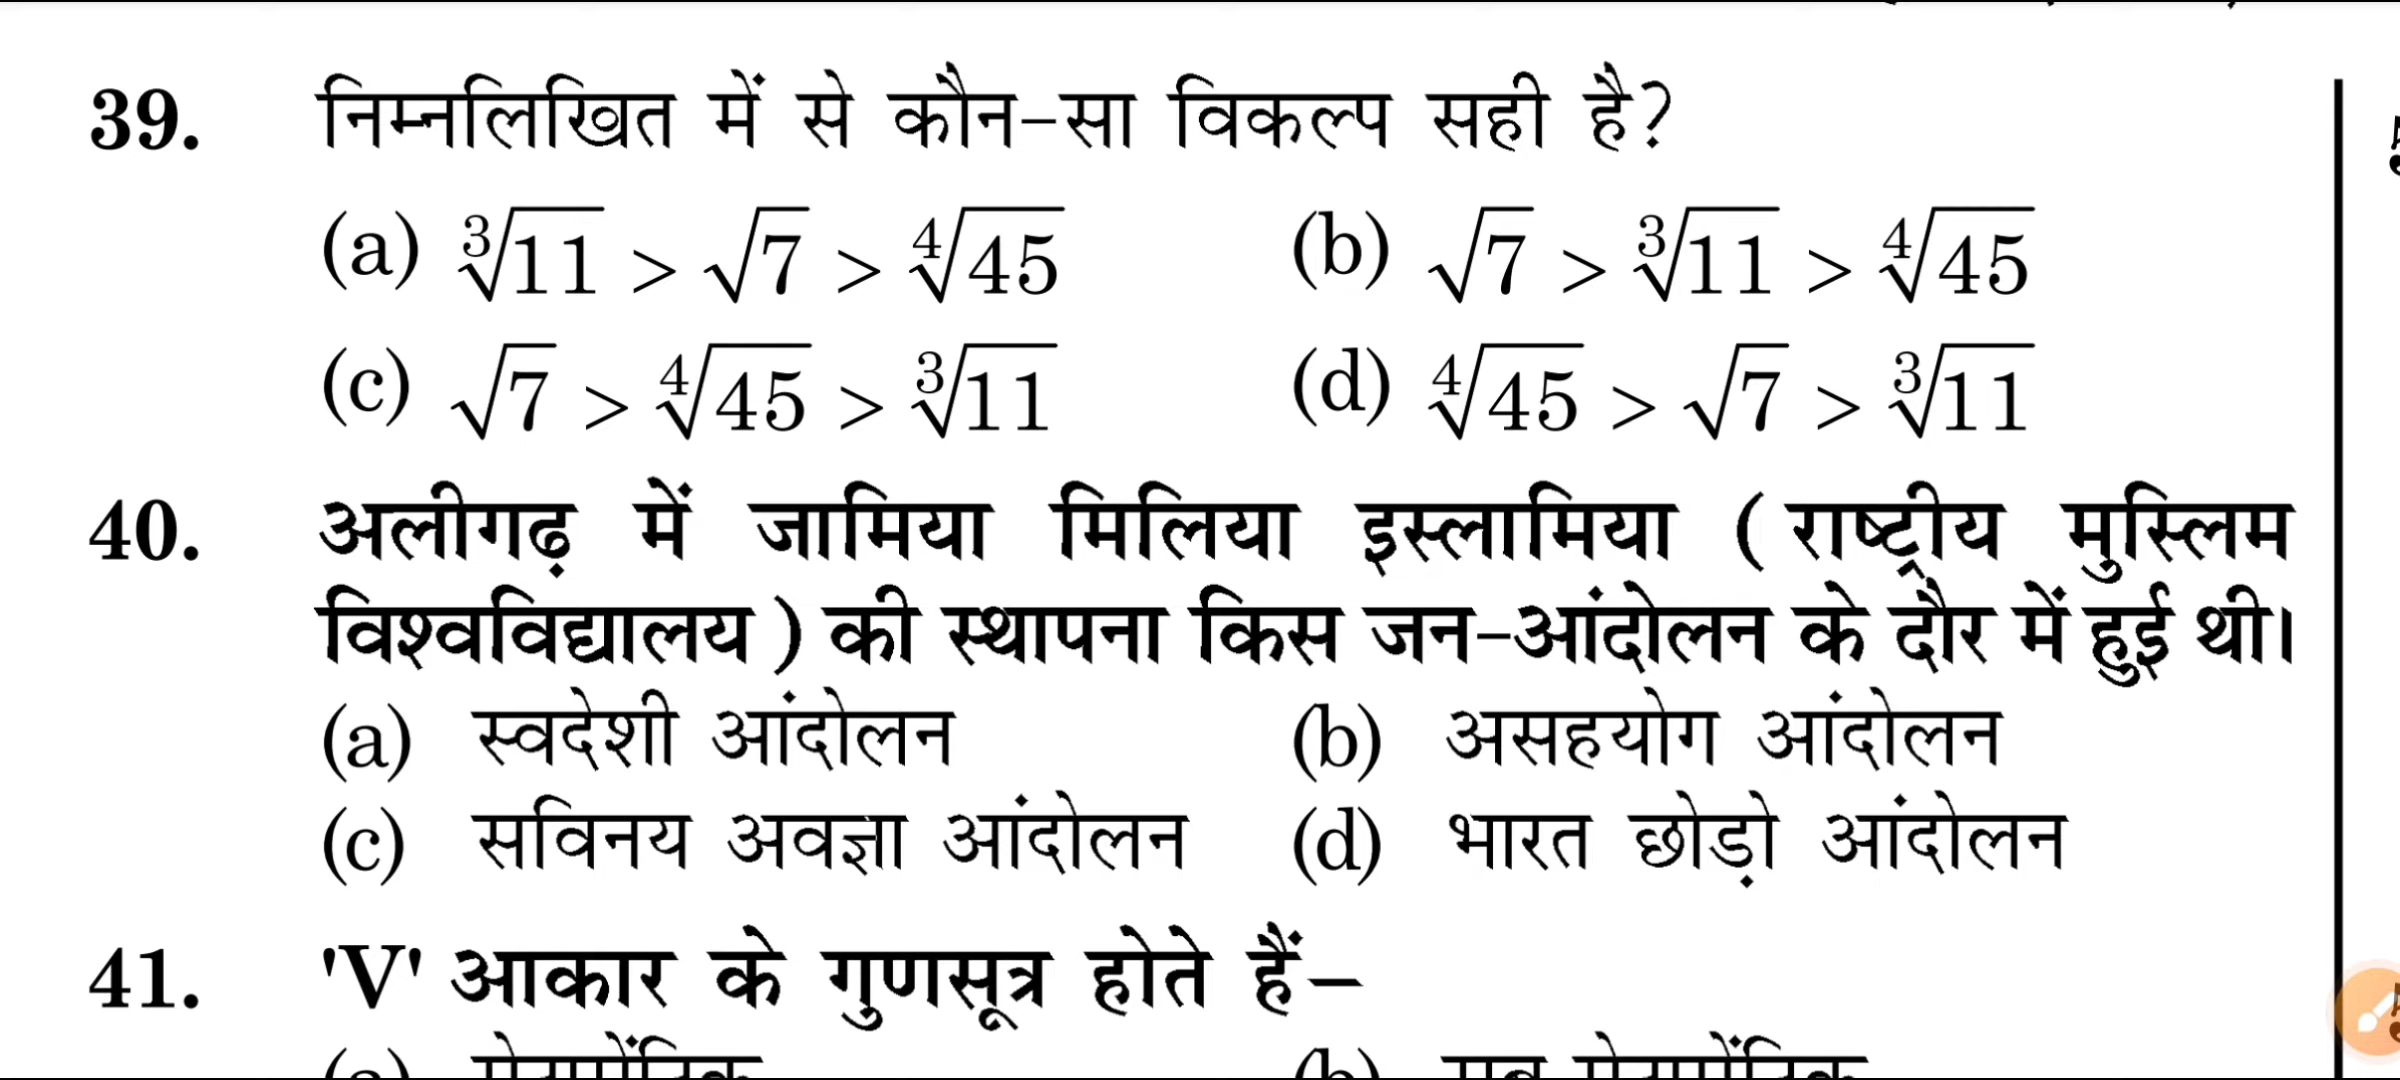 39. निम्नलिखित में से कौन-सा विकल्प सही है?
(a) ∛11 > √7 > ∜45 (b) √7 > ∛11 > ∜45
(c) √7 > ∜45 > ∛11 (d) ∜45 > √7 > ∛11
40. अलीगढ़ में जामिया मिलिया इस्लामिया (राष्ट्रीय मुस्लिम
विश्वविद्यालय) की स्थापना किस जन-आंदोलन के दौर में हुई थी।
(a) स्वदेशी आंदोलन (b) असहयोग आंदोलन
(c) सविनय अवज्ञा आंदोलन (d) भारत छोड़ो आंदोलन
41. 'V' आकार के गुणसूत्र होते हैं–